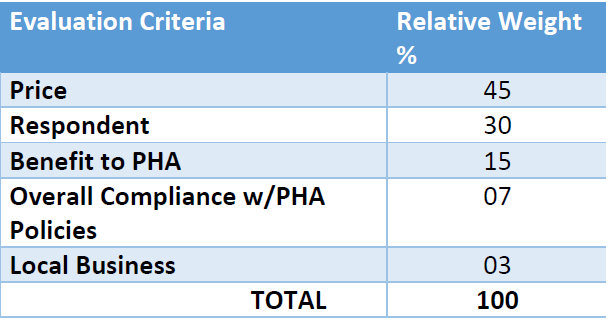 Evaluation Criteria
Relative Weight
%
Price 45
Respondent 30
Benefit to PHA 15
Overall Compliance w/PHA 07
Policies
Local Business 03
TOTAL 100